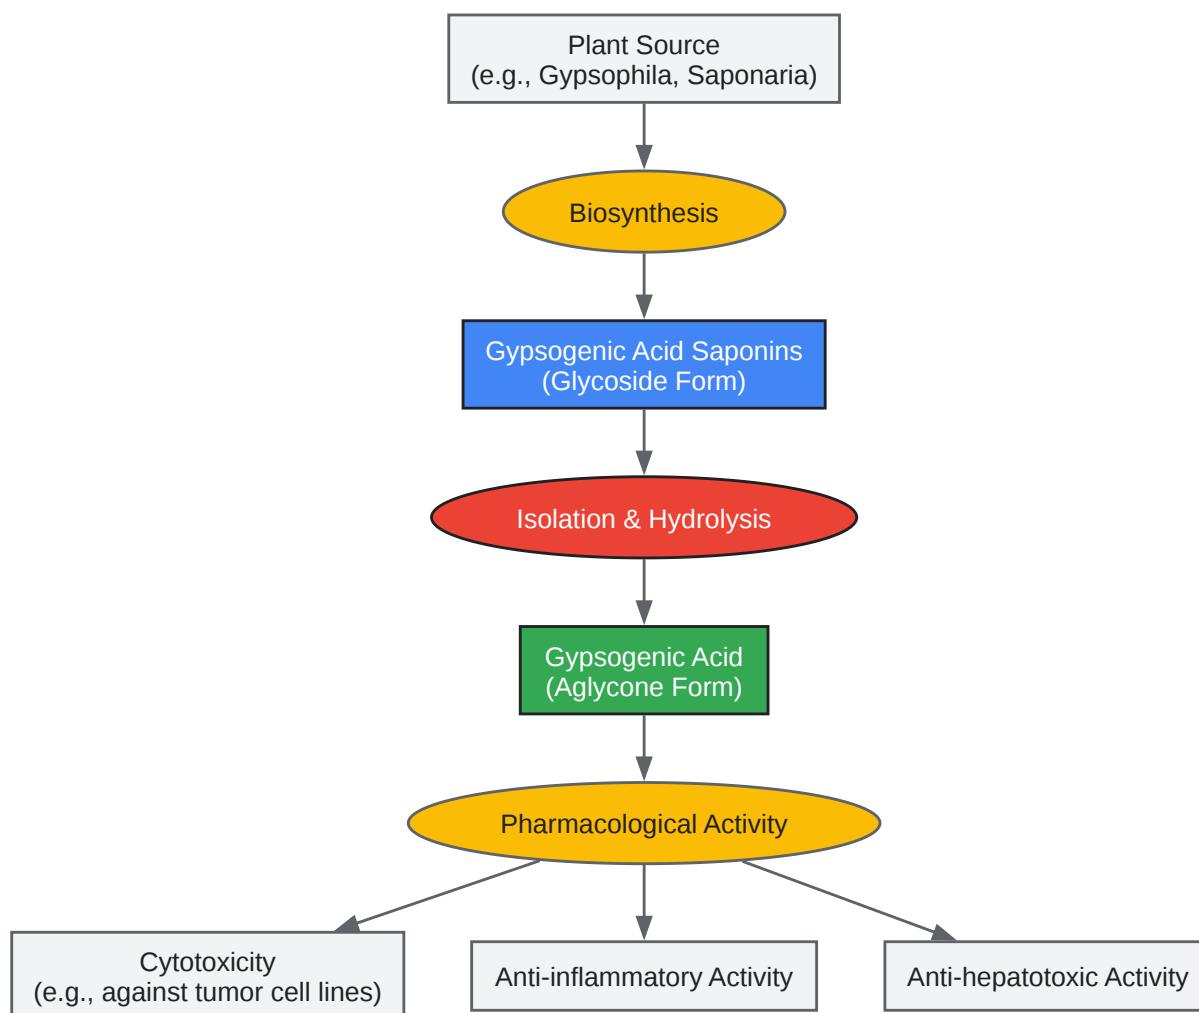 Plant Source
(e.g., Gypsophila, Saponaria)
Biosynthesis
Gypsogenic Acid Saponins
(Glycoside Form)
Isolation & Hydrolysis
Gypsogenic Acid
(Aglycone Form)
Pharmacological Activity
Cytotoxicity
(e.g., against tumor cell lines)
Anti-inflammatory Activity
Anti-hepatotoxic Activity